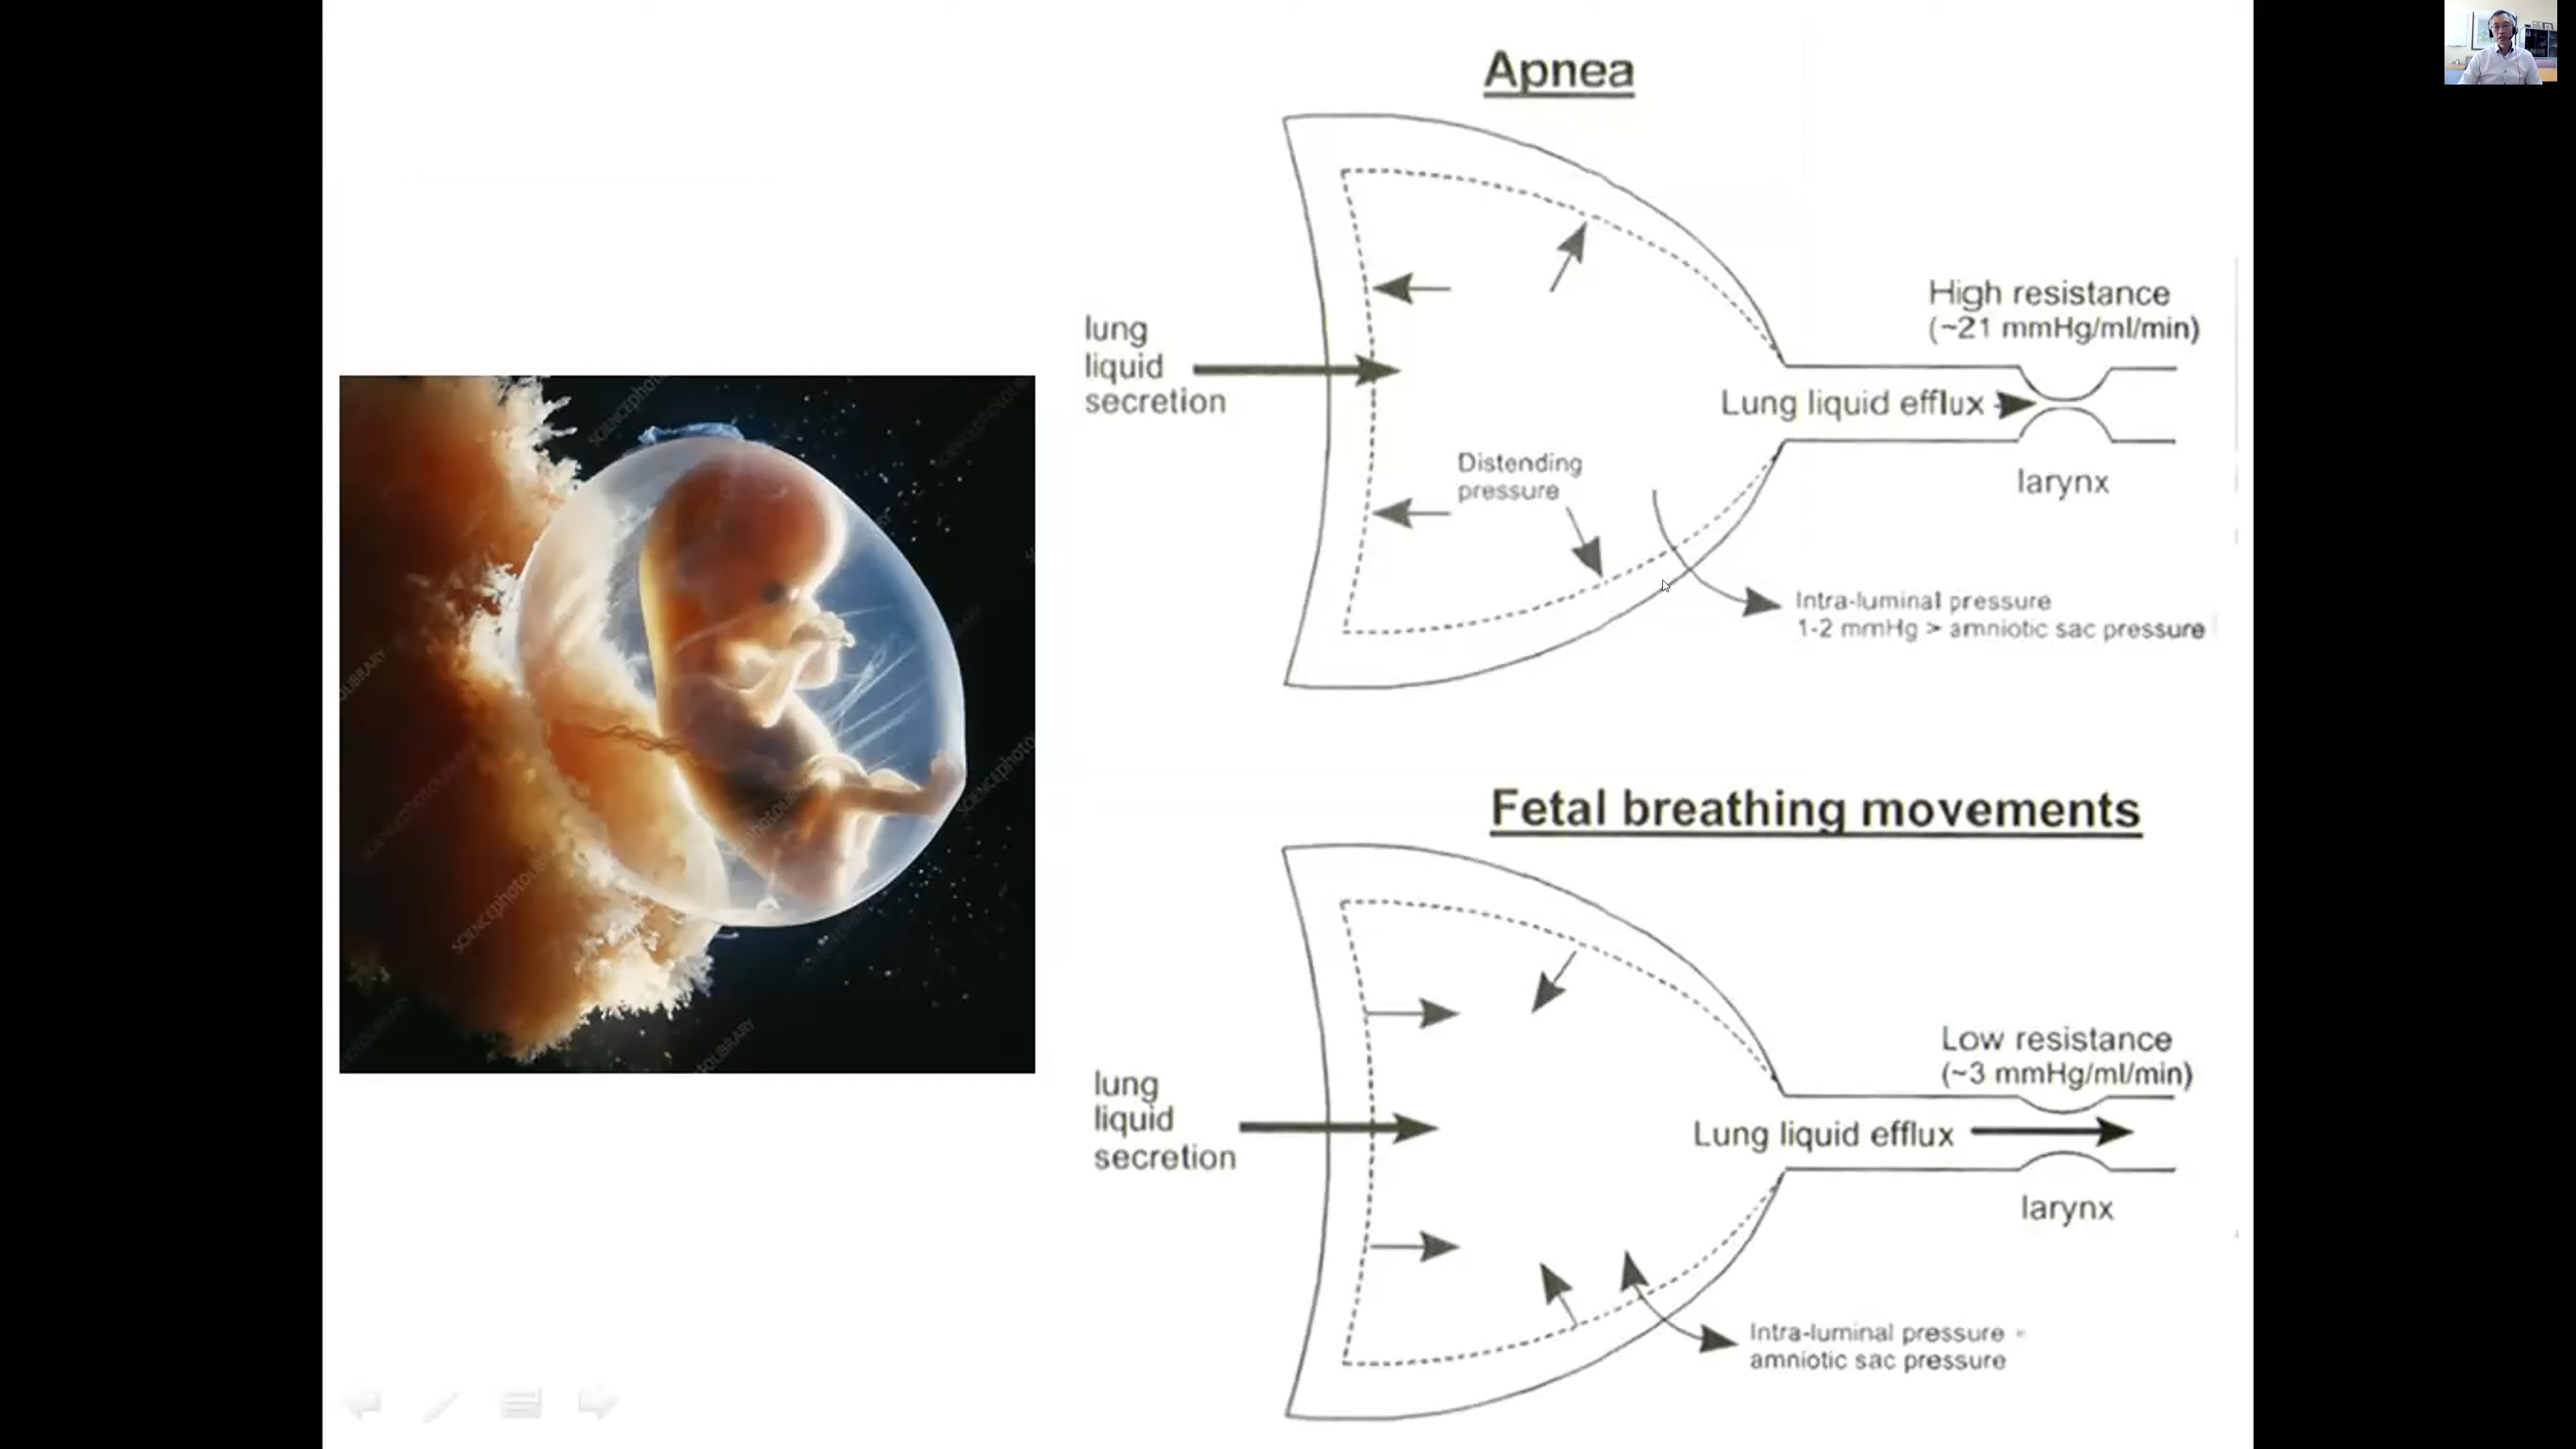 Apnea
High resistance
(~21 mmHg/ml/min)
lung
liquid
secretion
Lung liquid efflux
larynx
Distending
pressure
Intra-luminal pressure
1-2 mmHg > amniotic sac pressure
Fetal breathing movements
Low resistance
(~3 mmHg/ml/min)
lung
liquid
secretion
Lung liquid efflux
larynx
Intra-luminal pressure =
amniotic sac pressure